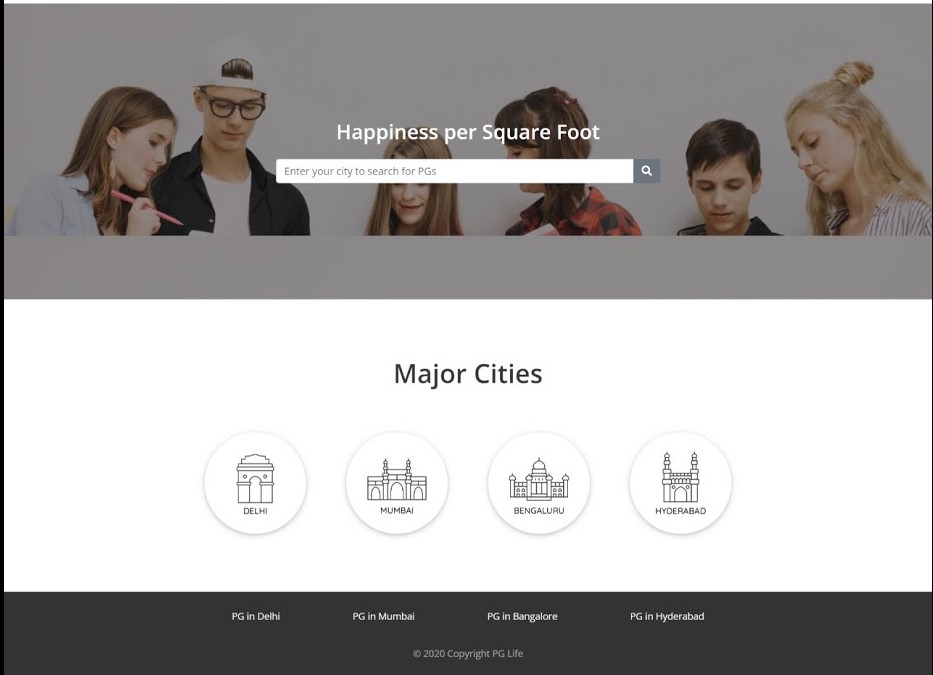 Happiness per Square Foot
Enter your city to search for PGs
Major Cities
DELHI
MUMBAI
BENGALURU
HYDERABAD
PG in Delhi
PG in Mumbai
PG in Bangalore
PG in Hyderabad
© 2020 Copyright PG Life